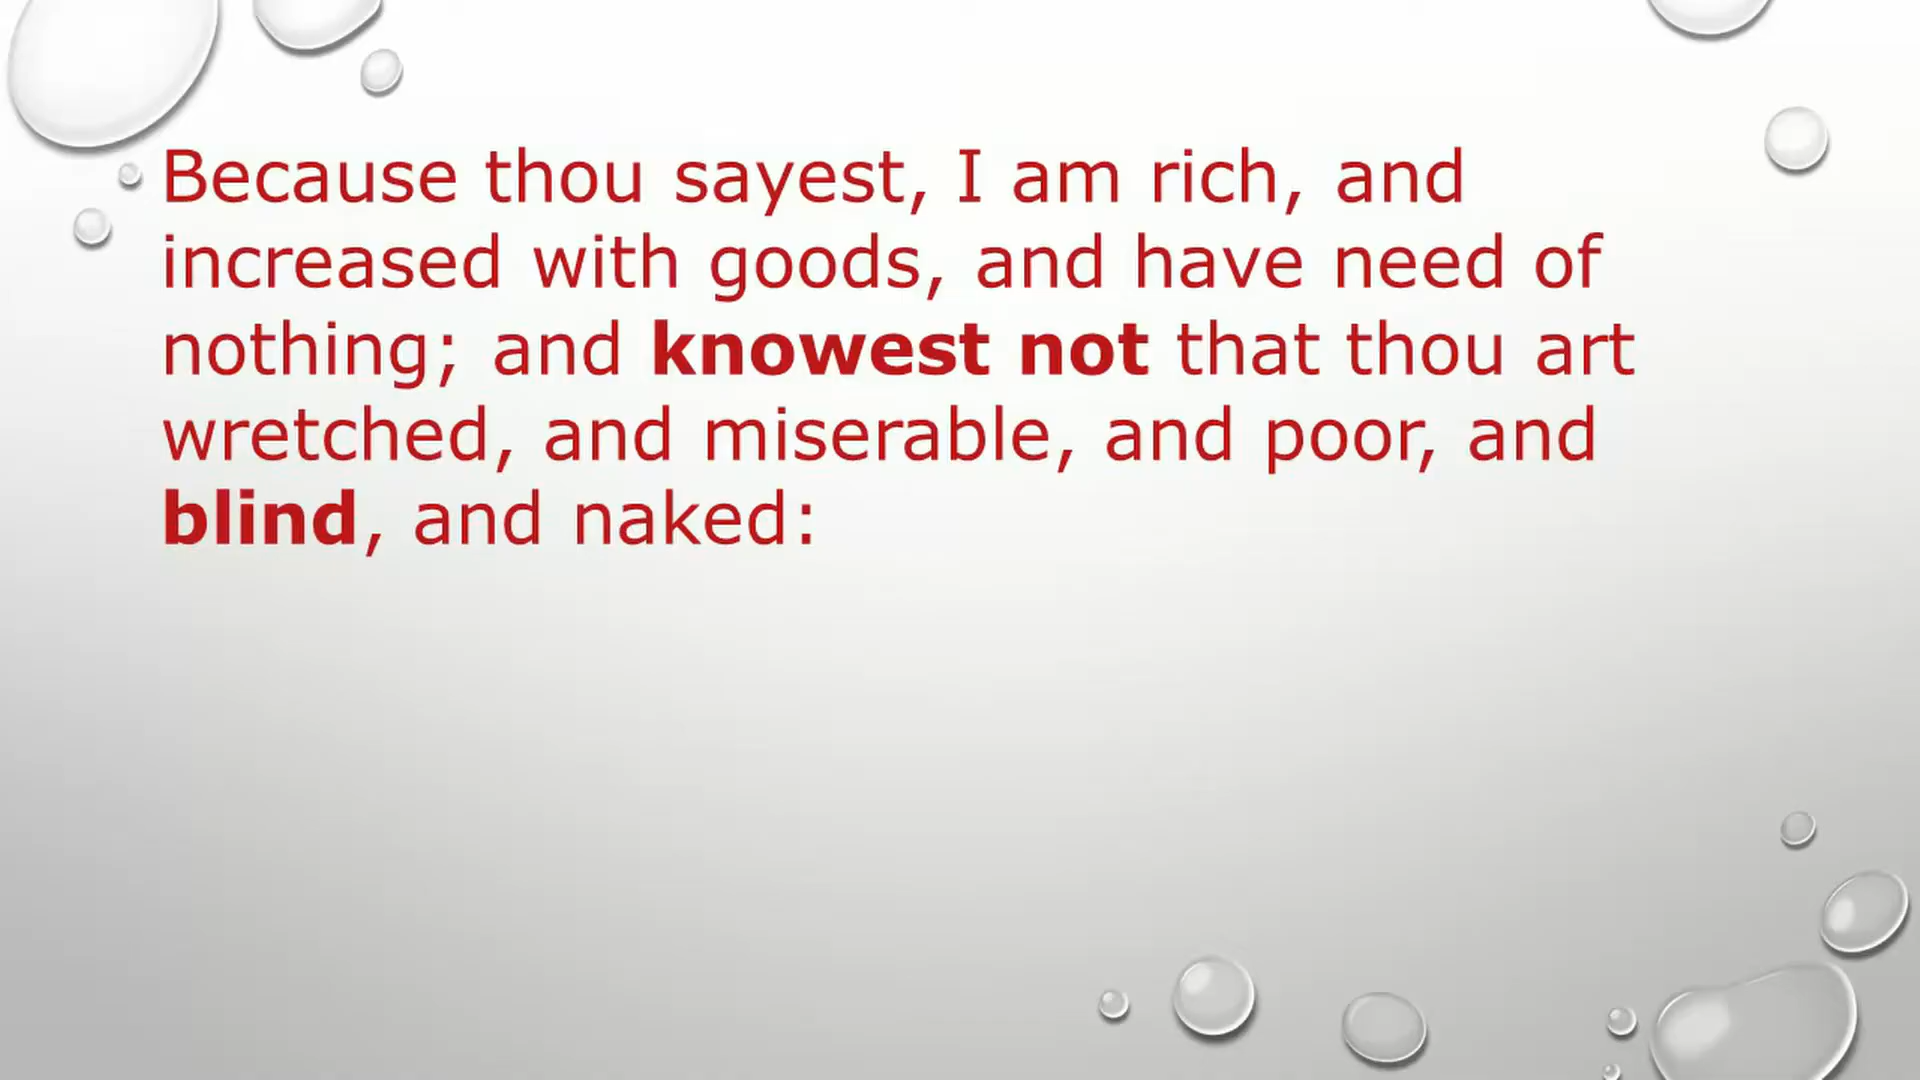 Because thou sayest, I am rich, and
increased with goods, and have need of
nothing; and knowest not that thou art
wretched, and miserable, and poor, and
blind, and naked: